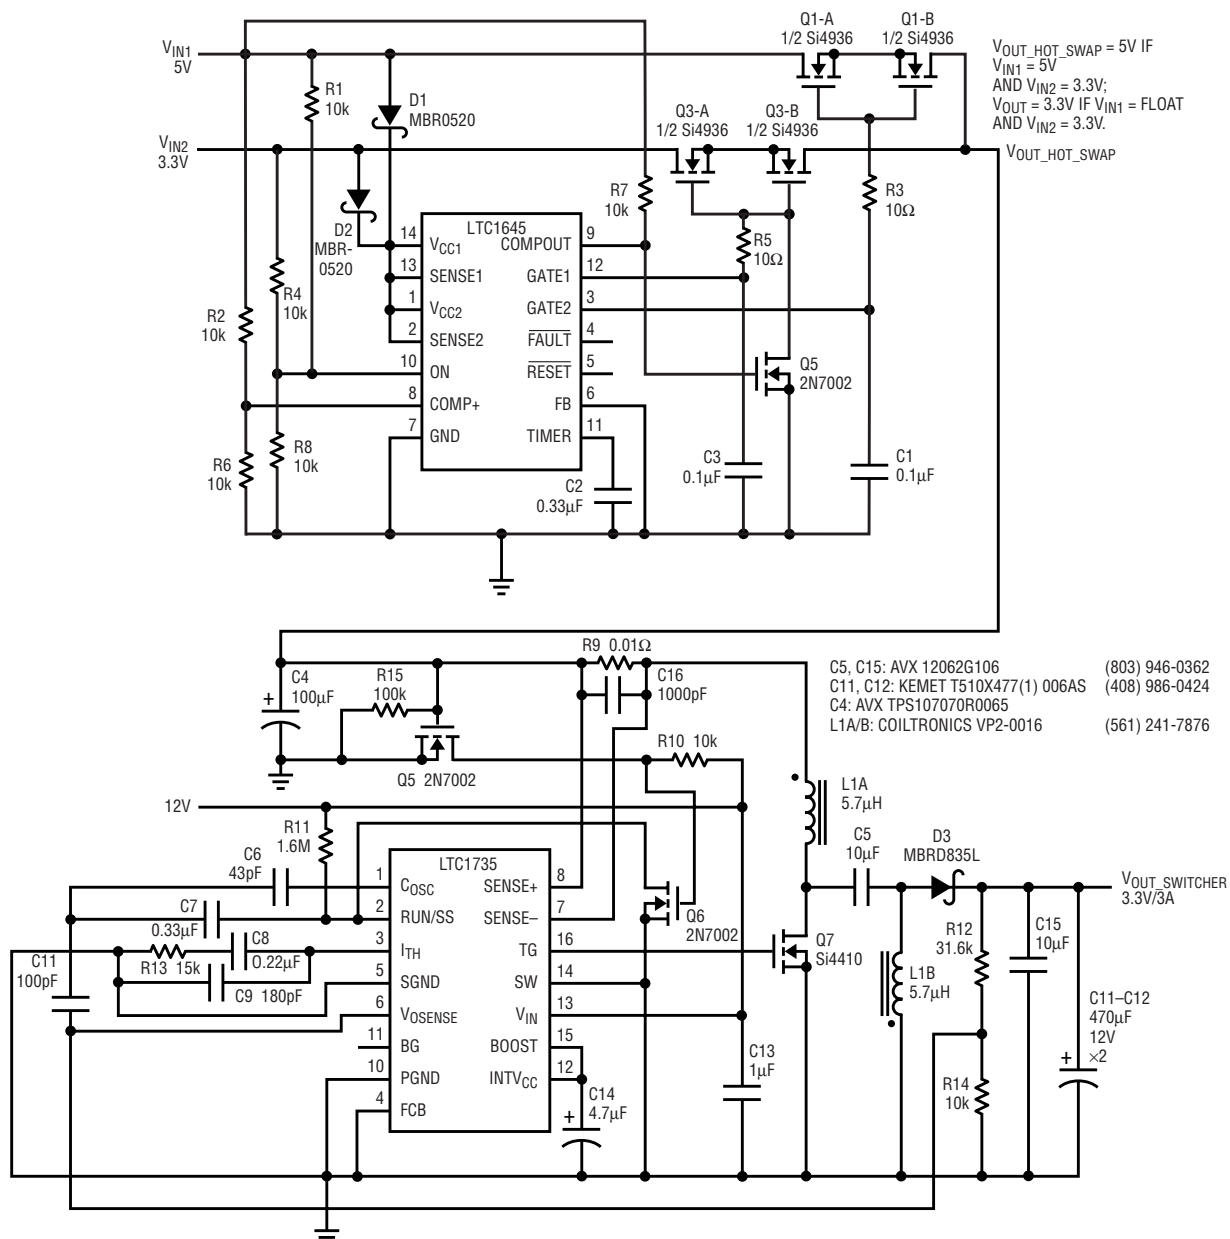 Q1-A
1/2 Si4936
Q1-B
1/2 Si4936
VIN1
5V
VOUT_HOT_SWAP = 5V IF
VIN1 = 5V
AND VIN2 = 3.3V;
VOUT = 3.3V IF VIN1 = FLOAT
AND VIN2 = 3.3V.
R1
10k
D1
MBR0520
Q3-A
1/2 Si4936
Q3-B
1/2 Si4936
VIN2
3.3V
VOUT_HOT_SWAP
R7
10k
R3
10Ω
D2
MBR-
0520
LTC1645
R5
10Ω
14
VCC1
COMPOUT
9
13
SENSE1
GATE1
12
1
VCC2
GATE2
3
2
SENSE2
FAULT
4
10
ON
RESET
5
8
COMP+
FB
6
7
GND
TIMER
11
R4
10k
R2
10k
Q5
2N7002
R6
10k
R8
10k
C2
0.33µF
C3
0.1µF
C1
0.1µF
R9 0.01Ω
C4
100µF
+
R15
100k
C16
1000pF
C5, C15: AVX 12062G106 (803) 946-0362
C11, C12: KEMET T510X477(1) 006AS (408) 986-0424
C4: AVX TPS107070R0065
L1A/B: COILTRONICS VP2-0016 (561) 241-7876
R10 10k
Q5 2N7002
L1A
5.7µH
12V
R11
1.6M
C5
10µF
D3
MBRD835L
C6
43pF
LTC1735
1
COSC
SENSE+
8
2
RUN/SS
SENSE–
7
3
ITH
TG
16
5
SGND
SW
14
6
VOSENSE
VIN
13
11
BG
BOOST
15
10
PGND
INTVCC
12
4
FCB
VOUT_SWITCHER
3.3V/3A
C7
0.33µF
C8
0.22µF
R13 15k
C11
100pF
C9 180pF
Q6
2N7002
Q7
Si4410
R12
31.6k
C15
10µF
L1B
5.7µH
C11–C12
470µF
12V
×2
+
C13
1µF
C14
4.7µF
+
R14
10k